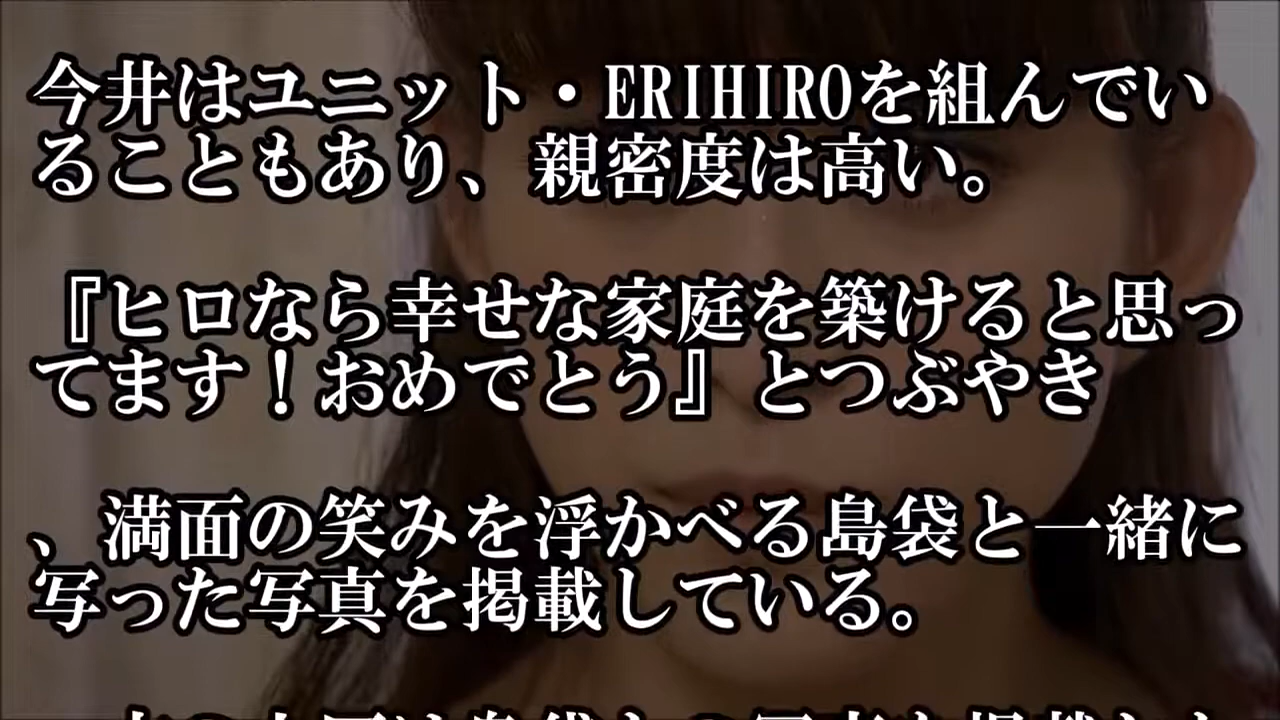 今井はユニット・ERIHIROを組んでい
ることもあり、親密度は高い。
『ヒロなら幸せな家庭を築けると思っ
てます！おめでとう』とつぶやき
、満面の笑みを浮かべる島袋と一緒に
写った写真を掲載している。